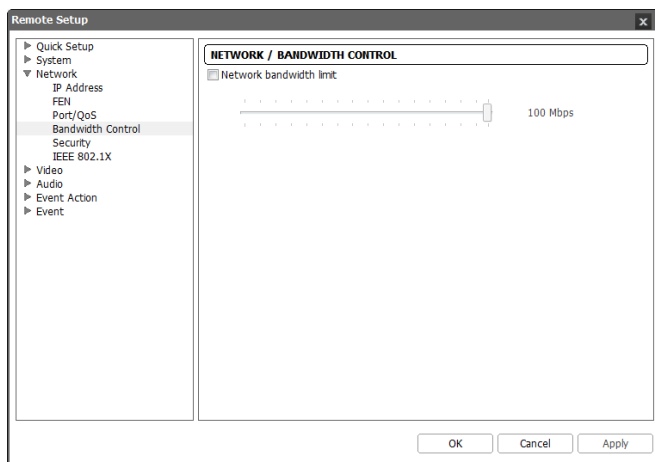 Remote Setup
x
Quick Setup
System
Network
IP Address
FEN
Port/QoS
Bandwidth Control
Security
IEEE 802.1X
Video
Audio
Event Action
Event
NETWORK / BANDWIDTH CONTROL
Network bandwidth limit
100 Mbps
OK
Cancel
Apply